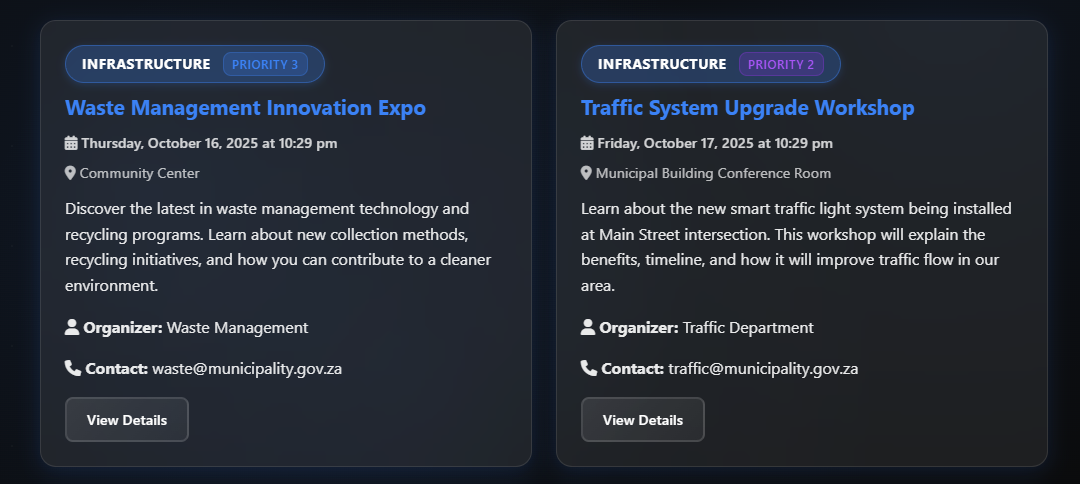 INFRASTRUCTURE PRIORITY 3
Waste Management Innovation Expo
Thursday, October 16, 2025 at 10:29 pm
Community Center
Discover the latest in waste management technology and
recycling programs. Learn about new collection methods,
recycling initiatives, and how you can contribute to a cleaner
environment.
Organizer: Waste Management
Contact: waste@municipality.gov.za
View Details
INFRASTRUCTURE PRIORITY 2
Traffic System Upgrade Workshop
Friday, October 17, 2025 at 10:29 pm
Municipal Building Conference Room
Learn about the new smart traffic light system being installed
at Main Street intersection. This workshop will explain the
benefits, timeline, and how it will improve traffic flow in our
area.
Organizer: Traffic Department
Contact: traffic@municipality.gov.za
View Details